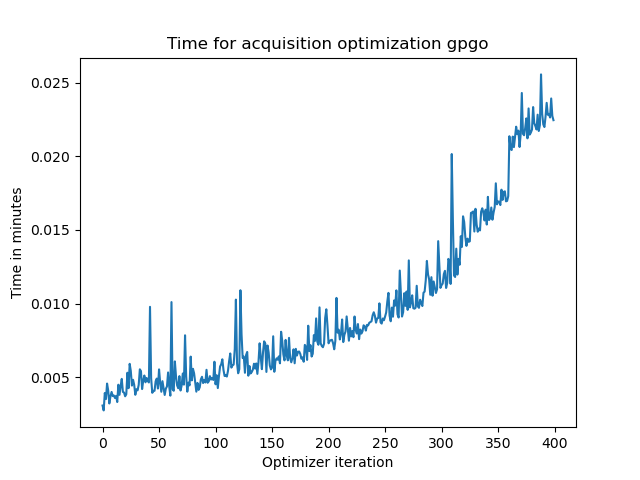 Time for acquisition optimization gpgo
0.025
0.020
0.015
0.010
0.005
Time in minutes
0 50 100 150 200 250 300 350 400
Optimizer iteration